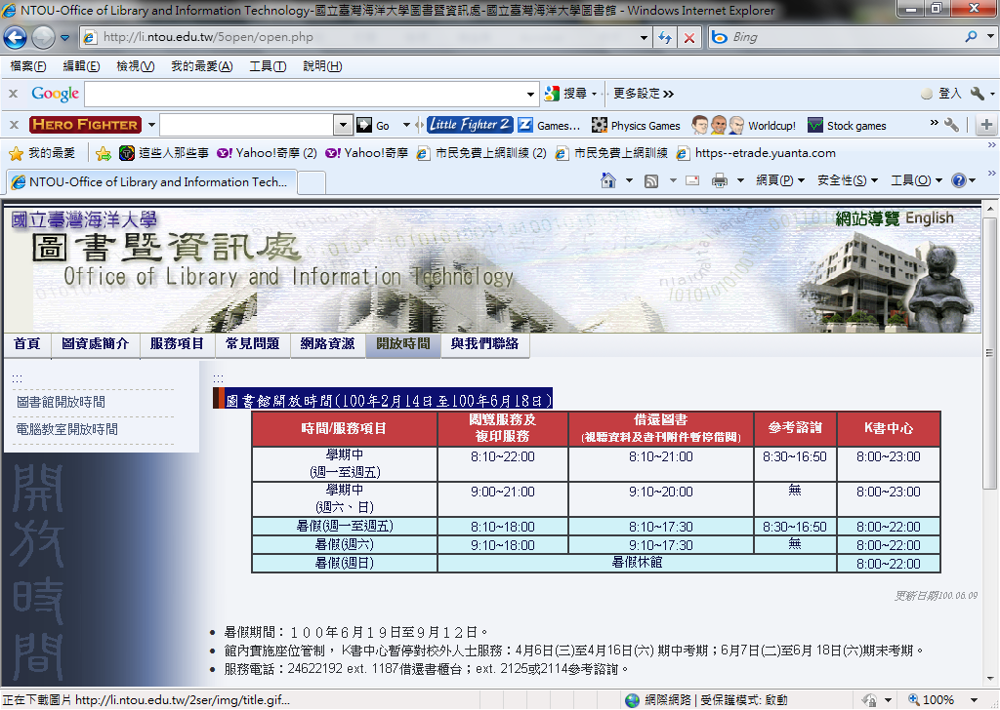 NTOU-Office of Library and Information Technology-國立臺灣海洋大學圖書暨資訊處-國立臺灣海洋大學圖書館 - Windows Internet Explorer
http://li.ntou.edu.tw/5open/open.php
Bing
檔案(F) 編輯(E) 檢視(V) 我的最愛(A) 工具(T) 說明(H)
x Google 搜尋 更多設定 >> 登入
x HERO FIGHTER Go Little Fighter 2 Games... Physics Games Worldcup! Stock games >>
我的最愛 這些人那些事 Yahoo!奇摩 (2) Yahoo!奇摩 市民免費上網訓練 (2) 市民免費上網訓練 https--etrade.yuanta.com >>
NTOU-Office of Library and Information Tech... 網頁(P) 安全性(S) 工具(O) >>
國立臺灣海洋大學 網站導覽 English
圖書暨資訊處
Office of Library and Information Technology
首頁 圖資處簡介 服務項目 常見問題 網路資源 開放時間 與我們聯絡
:::
圖書館開放時間
電腦教室開放時間
開放時間
:::
圖書館開放時間(100年2月14日至100年6月18日)
時間/服務項目 閱覽服務及 借還圖書 參考諮詢 K書中心
複印服務 (視聽資料及書刊附件暫停借閱)
學期中 8:10~22:00 8:10~21:00 8:30~16:50 8:00~23:00
(週一至週五)
學期中 9:00~21:00 9:10~20:00 無 8:00~23:00
(週六、日)
暑假(週一至週五) 8:10~18:00 8:10~17:30 8:30~16:50 8:00~22:00
暑假(週六) 9:10~18:00 9:10~17:30 無 8:00~22:00
暑假(週日) 暑假休館 8:00~22:00
更新日期100.06.09
• 暑假期間：１００年６月１９日至９月１２日。
• 館內實施座位管制， K書中心暫停對校外人士服務：4月6日(三)至4月16日(六) 期中考期；6月7日(二)至6月 18日(六)期末考期。
• 服務電話：24622192 ext. 1187借還書櫃台；ext. 2125或2114參考諮詢。
正在下載圖片 http://li.ntou.edu.tw/2ser/img/title.gif... 網際網路 | 受保護模式: 啟動 100%